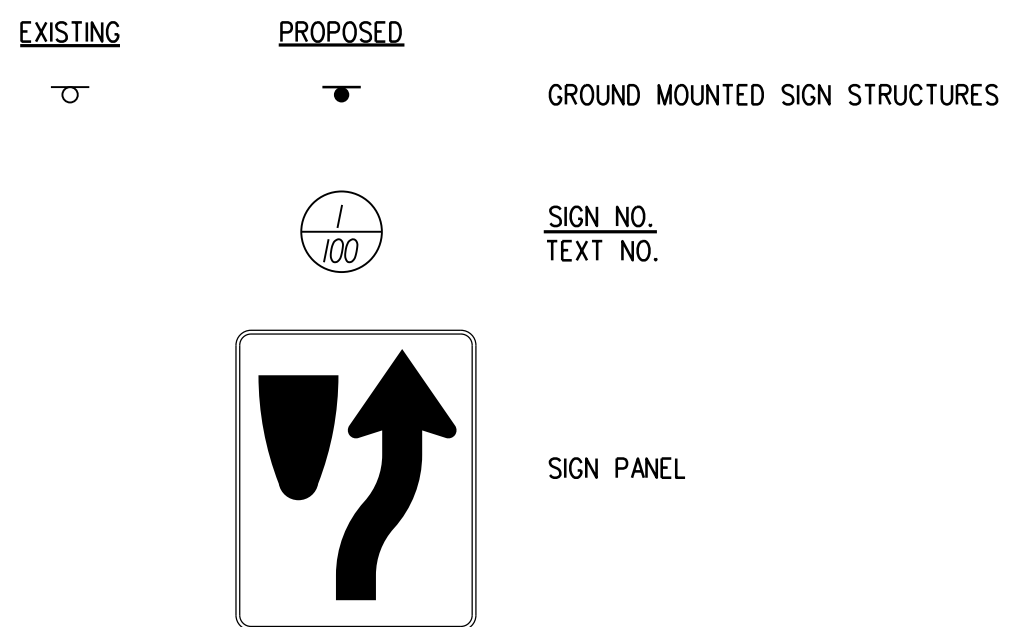 EXISTING PROPOSED
GROUND MOUNTED SIGN STRUCTURES
1
100
SIGN NO.
TEXT NO.
SIGN PANEL